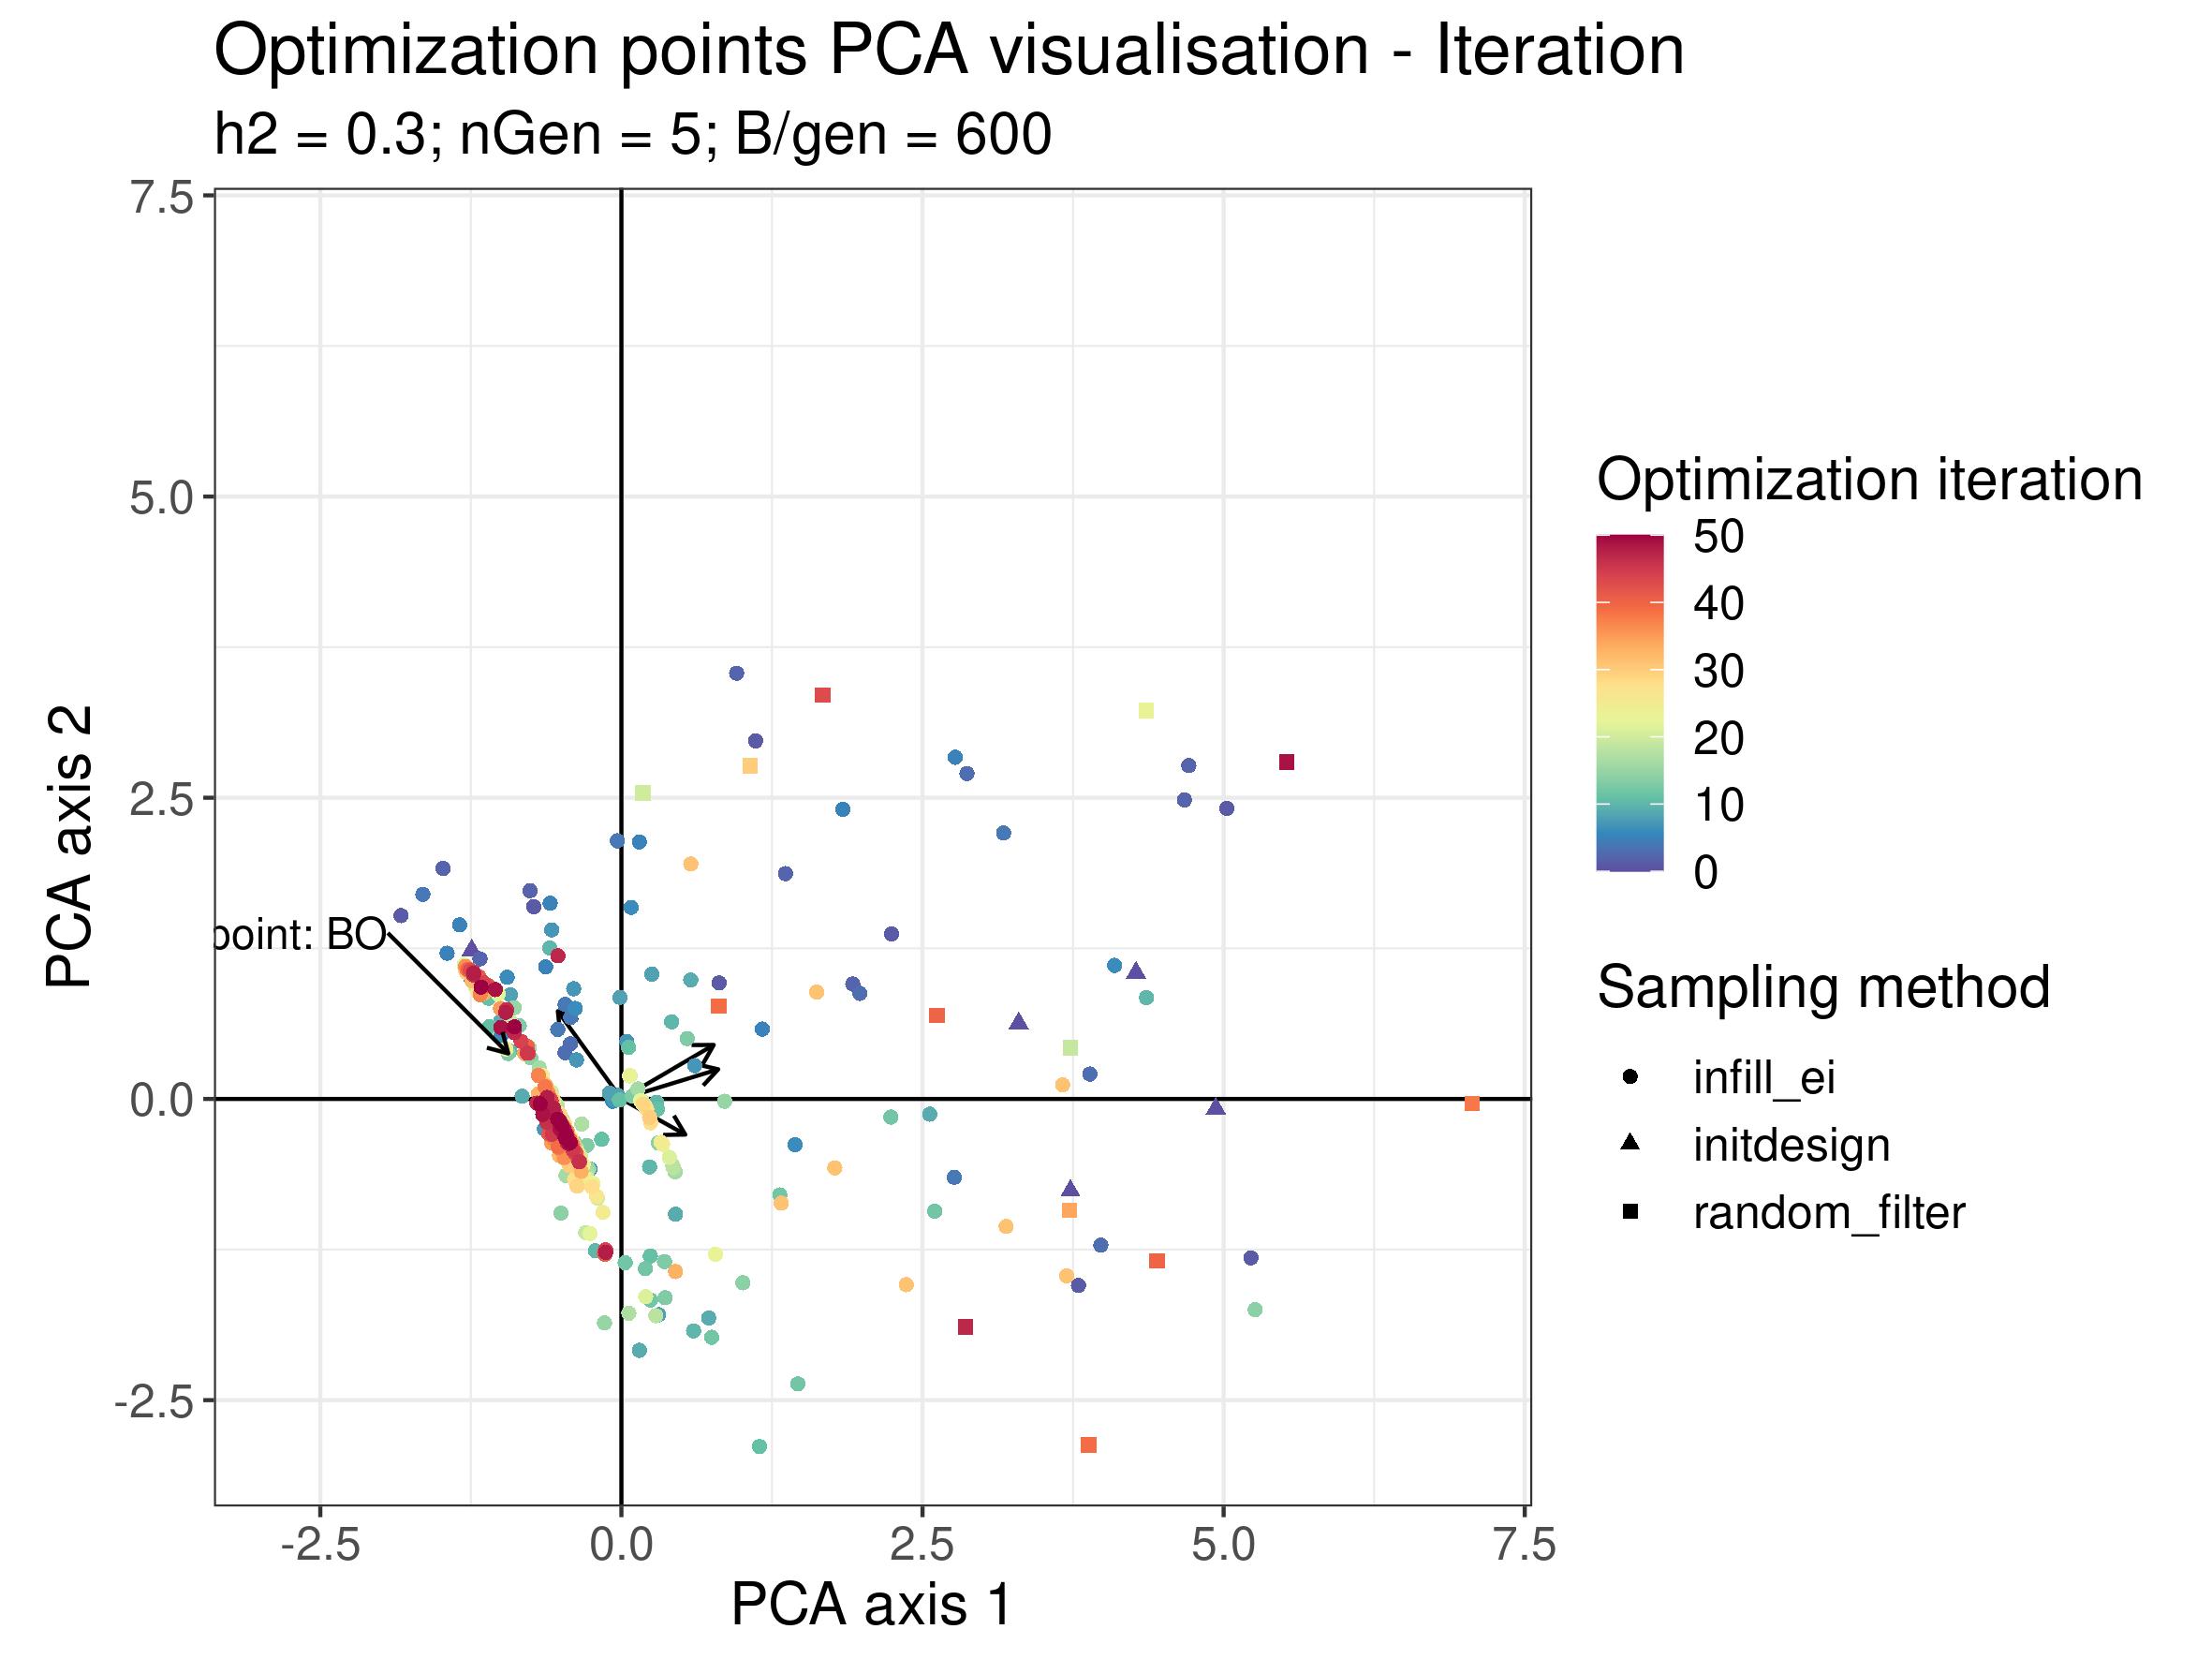 Optimization points PCA visualisation - Iteration
h2 = 0.3; nGen = 5; B/gen = 600
7.5
5.0
2.5
0.0
-2.5
PCA axis 2
point: BO
-2.5
0.0
2.5
5.0
7.5
PCA axis 1
Optimization iteration
50
40
30
20
10
0
Sampling method
infill_ei
initdesign
random_filter